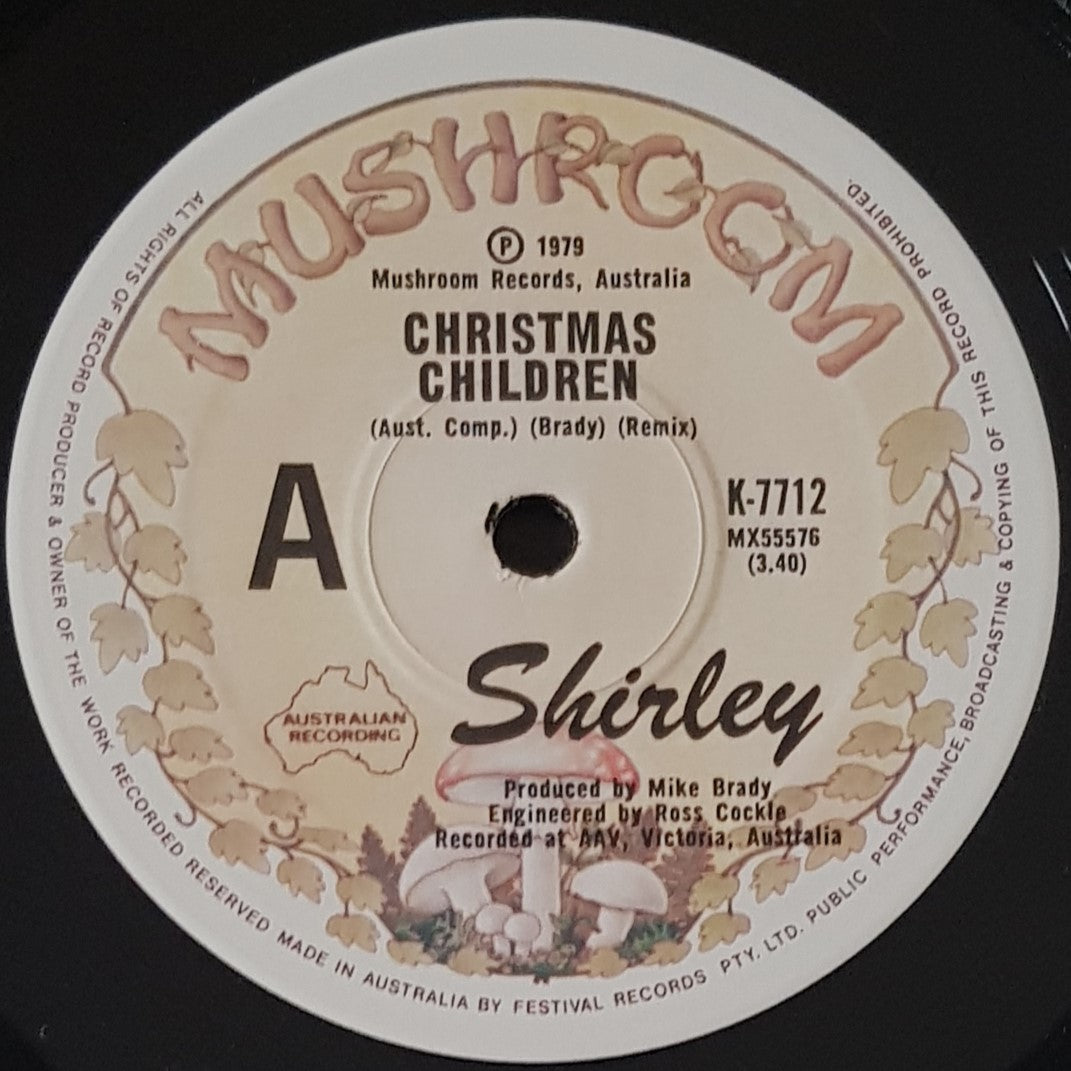 MUSHROOM
Ⓟ 1979
Mushroom Records, Australia
CHRISTMAS
CHILDREN
(Aust. Comp.) (Brady) (Remix)
A
K-7712
MX55576
(3.40)
Shirley
AUSTRALIAN
RECORDING
Produced by Mike Brady
Engineered by Ross Cockle
Recorded at AAV, Victoria, Australia
ALL RIGHTS OF RECORD PRODUCER & OWNER OF THE WORK RECORDED RESERVED MADE IN AUSTRALIA BY FESTIVAL RECORDS PTY. LTD. PUBLIC PERFORMANCE, BROADCASTING & COPYING OF THIS RECORD PROHIBITED.